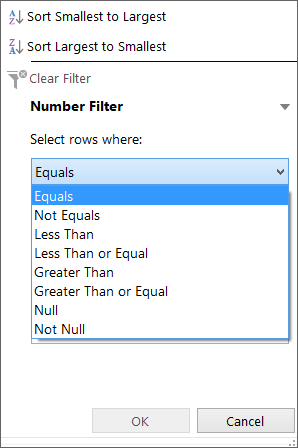 Sort Smallest to Largest
Sort Largest to Smallest
Clear Filter
Number Filter
Select rows where:
Equals
Equals
Not Equals
Less Than
Less Than or Equal
Greater Than
Greater Than or Equal
Null
Not Null
OK
Cancel